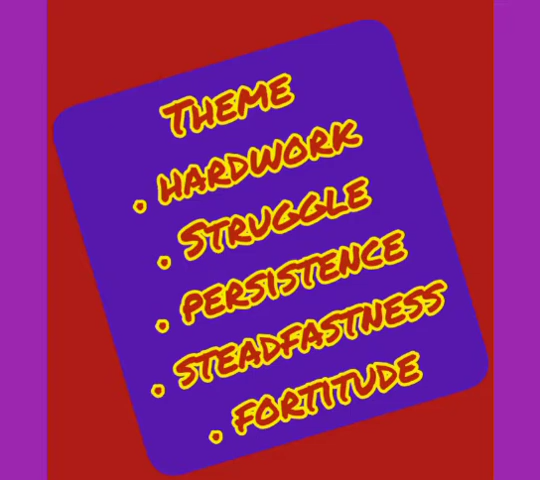 THEME
. HARDWORK
. STRUGGLE
. PERSISTENCE
. STEADFASTNESS
. FORTITUDE